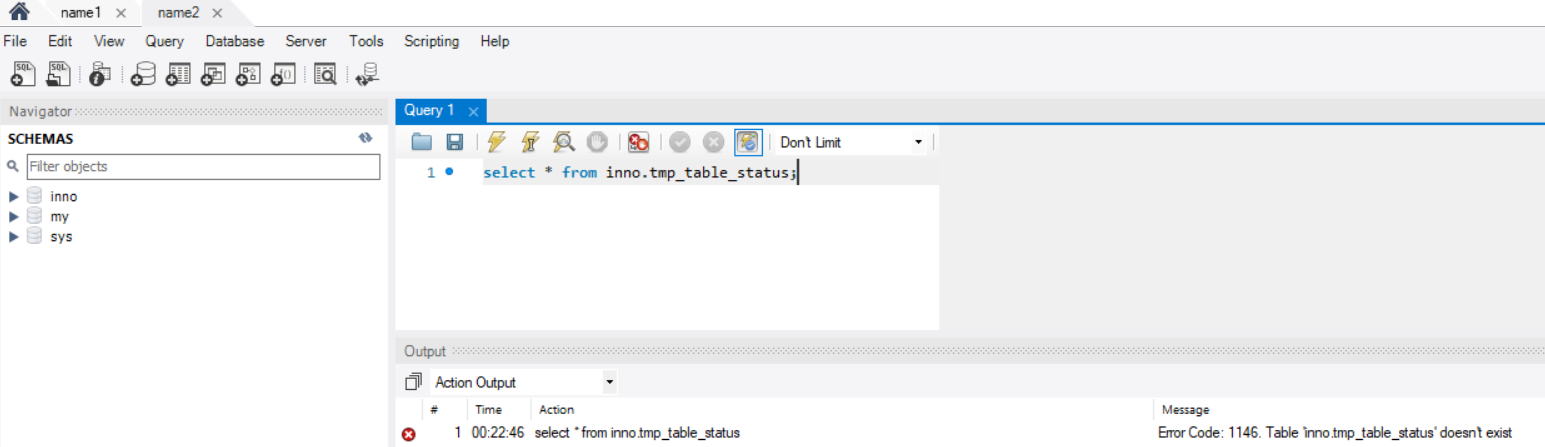 name1 × name2 ×
File Edit View Query Database Server Tools Scripting Help
Navigator
Query 1 ×
SCHEMAS
Don't Limit
Filter objects
1 select * from inno.tmp_table_status;
inno
my
sys
Output
Action Output
# Time Action Message
1 00:22:46 select * from inno.tmp_table_status Error Code: 1146. Table 'inno.tmp_table_status' doesn't exist